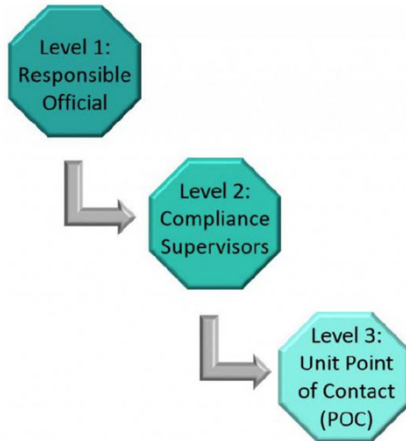 Level 1:
Responsible
Official
Level 2:
Compliance
Supervisors
Level 3:
Unit Point
of Contact
(POC)